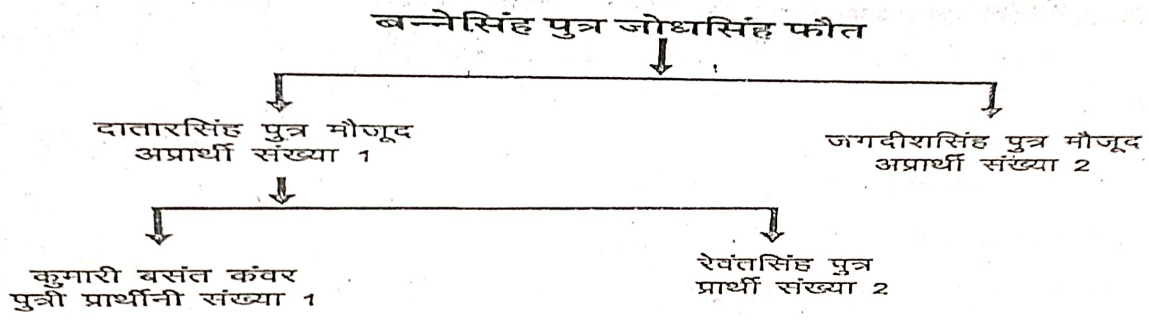 बन्नेसिंह पुत्र जोधसिंह फौत
दातारसिंह पुत्र मौजूद
अप्रार्थी संख्या 1
जगदीशसिंह पुत्र मौजूद
अप्रार्थी संख्या 2
कुमारी बसंत कंवर
पुत्री प्रार्थीनी संख्या 1
रेवंतसिंह पुत्र
प्रार्थी संख्या 2